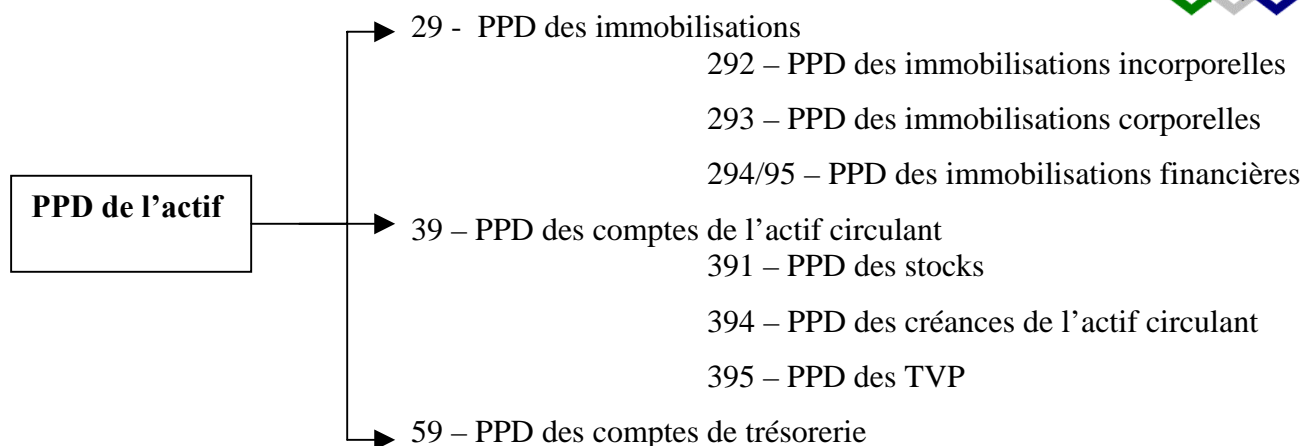 29 - PPD des immobilisations
292 – PPD des immobilisations incorporelles
293 – PPD des immobilisations corporelles
294/95 – PPD des immobilisations financières
PPD de l’actif
39 – PPD des comptes de l’actif circulant
391 – PPD des stocks
394 – PPD des créances de l’actif circulant
395 – PPD des TVP
59 – PPD des comptes de trésorerie